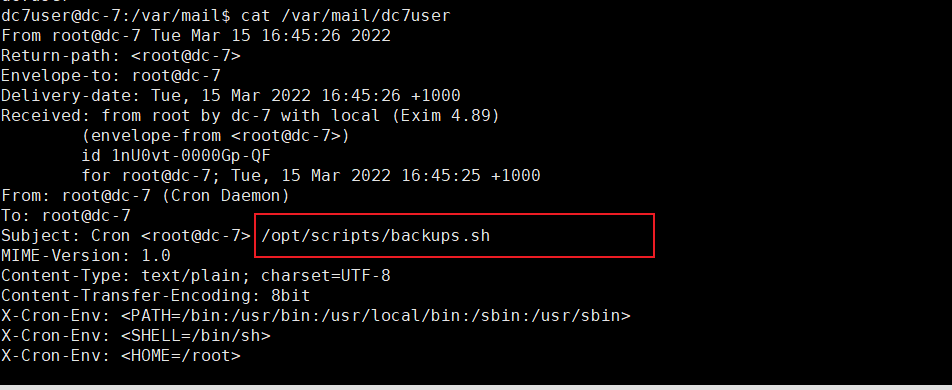 dc7user@dc-7:/var/mail$ cat /var/mail/dc7user
From root@dc-7 Tue Mar 15 16:45:26 2022
Return-path: <root@dc-7>
Envelope-to: root@dc-7
Delivery-date: Tue, 15 Mar 2022 16:45:26 +1000
Received: from root by dc-7 with local (Exim 4.89)
        (envelope-from <root@dc-7>)
        id 1nU0vt-0000Gp-QF
        for root@dc-7; Tue, 15 Mar 2022 16:45:25 +1000
From: root@dc-7 (Cron Daemon)
To: root@dc-7
Subject: Cron <root@dc-7> /opt/scripts/backups.sh
MIME-Version: 1.0
Content-Type: text/plain; charset=UTF-8
Content-Transfer-Encoding: 8bit
X-Cron-Env: <PATH=/bin:/usr/bin:/usr/local/bin:/sbin:/usr/sbin>
X-Cron-Env: <SHELL=/bin/sh>
X-Cron-Env: <HOME=/root>